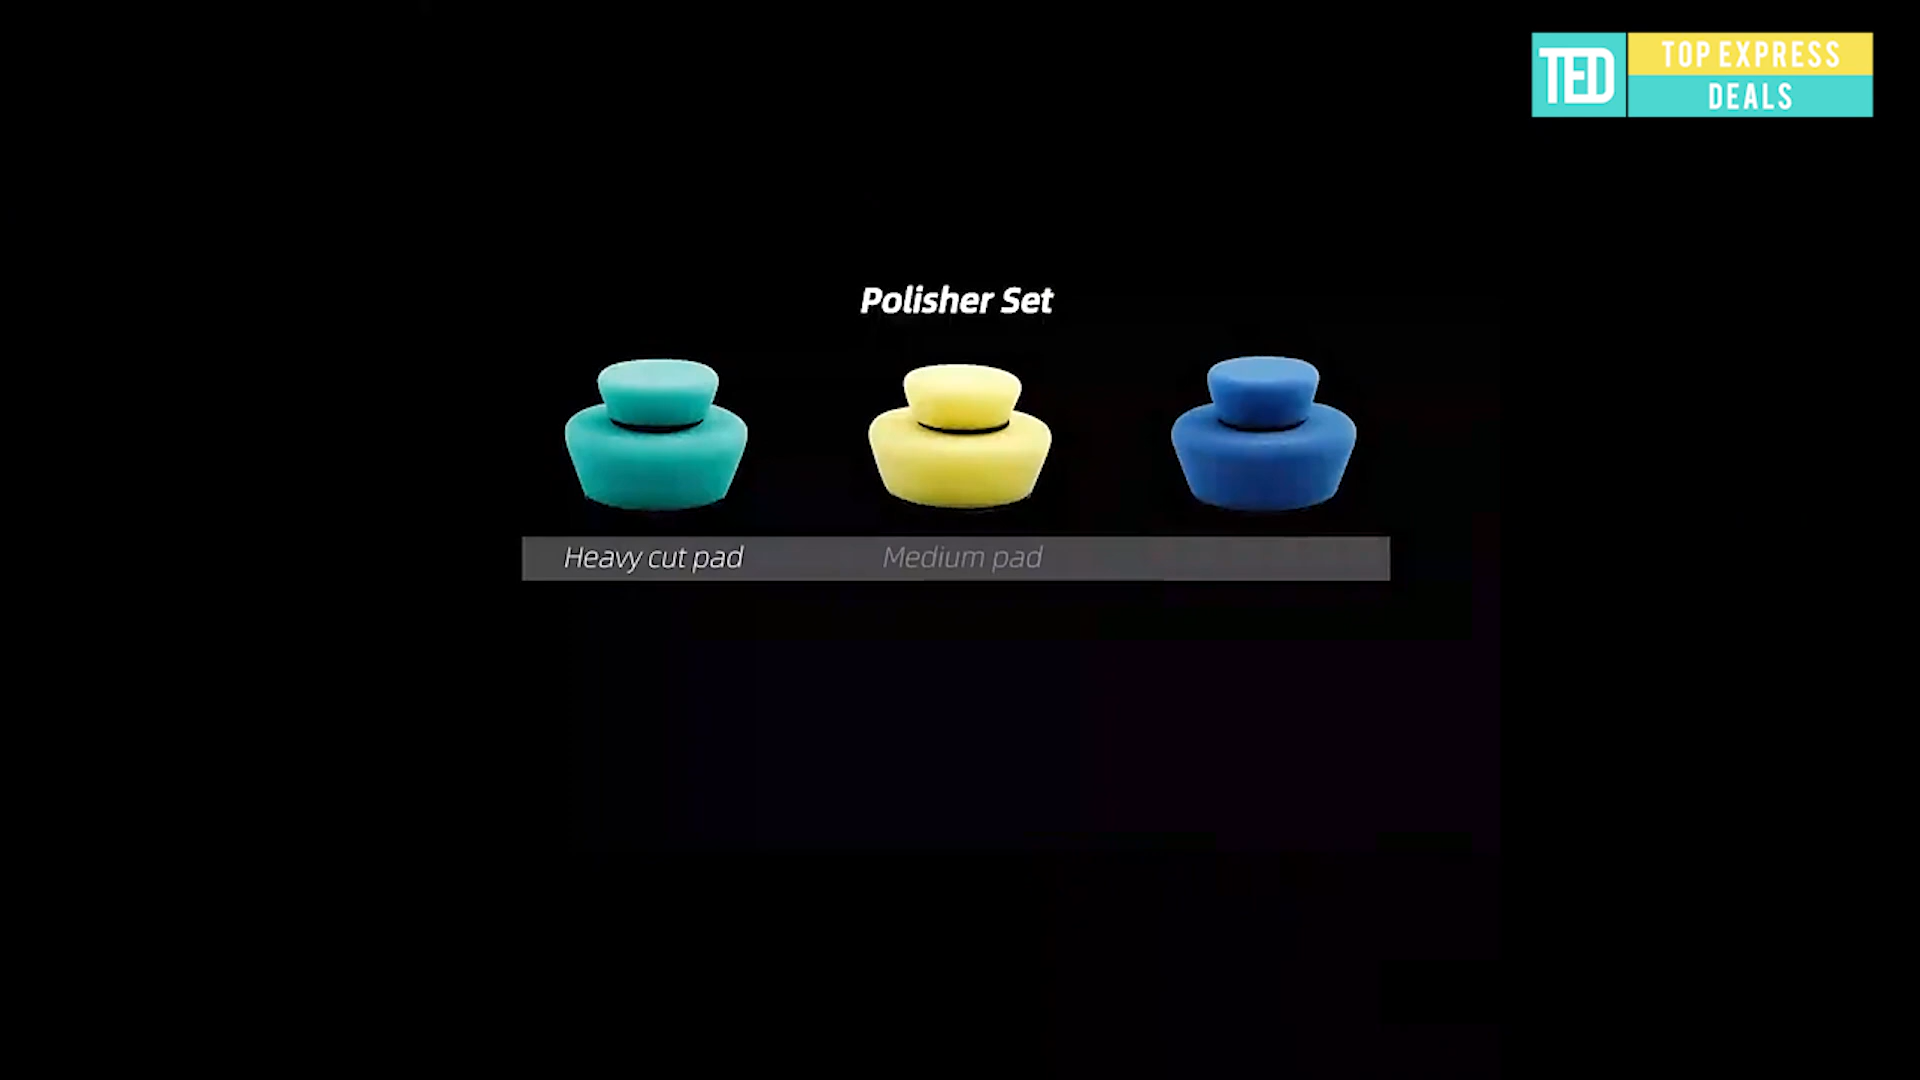 TED
TOP EXPRESS
DEALS
Polisher Set
Heavy cut pad
Medium pad